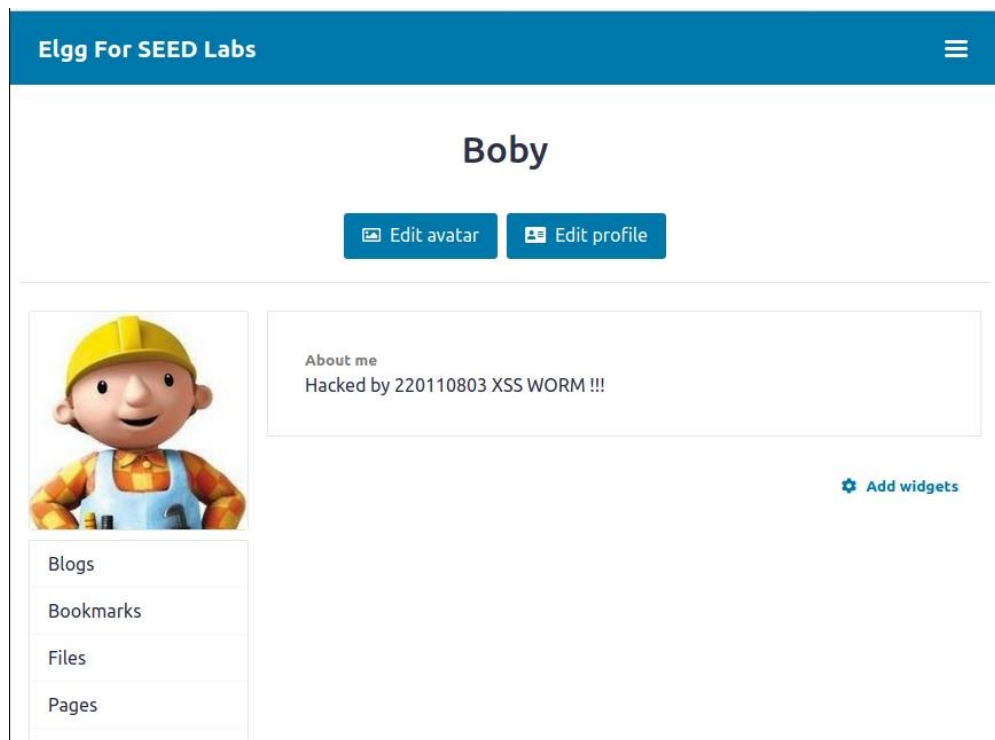 Elgg For SEED Labs
Boby
Edit avatar
Edit profile
About me
Hacked by 220110803 XSS WORM !!!
Add widgets
Blogs
Bookmarks
Files
Pages